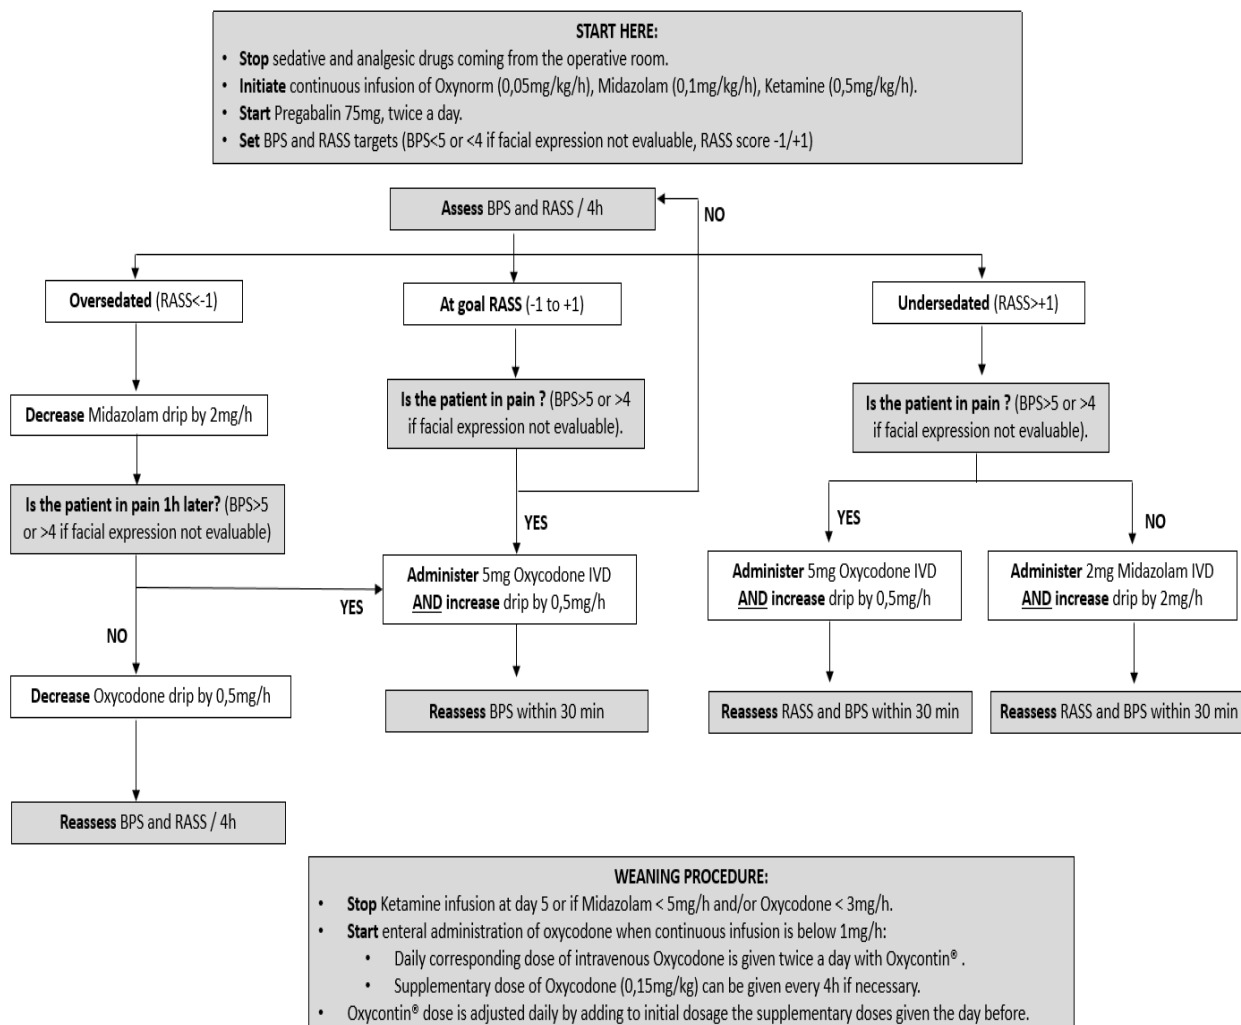 START HERE:
• Stop sedative and analgesic drugs coming from the operative room.
• Initiate continuous infusion of Oxynorm (0,05mg/kg/h), Midazolam (0,1mg/kg/h), Ketamine (0,5mg/kg/h).
• Start Pregabalin 75mg, twice a day.
• Set BPS and RASS targets (BPS<5 or <4 if facial expression not evaluable, RASS score -1/+1)
Assess BPS and RASS / 4h
NO
Oversedated (RASS<-1)
At goal RASS (-1 to +1)
Undersedated (RASS>+1)
Decrease Midazolam drip by 2mg/h
Is the patient in pain ? (BPS>5 or >4
if facial expression not evaluable).
Is the patient in pain ? (BPS>5 or >4
if facial expression not evaluable).
Is the patient in pain 1h later? (BPS>5
or >4 if facial expression not evaluable)
YES
YES
NO
Administer 5mg Oxycodone IVD
AND increase drip by 0,5mg/h
Administer 5mg Oxycodone IVD
AND increase drip by 0,5mg/h
Administer 2mg Midazolam IVD
AND increase drip by 2mg/h
YES
NO
Decrease Oxycodone drip by 0,5mg/h
Reassess BPS within 30 min
Reassess RASS and BPS within 30 min
Reassess RASS and BPS within 30 min
Reassess BPS and RASS / 4h
WEANING PROCEDURE:
• Stop Ketamine infusion at day 5 or if Midazolam < 5mg/h and/or Oxycodone < 3mg/h.
• Start enteral administration of oxycodone when continuous infusion is below 1mg/h:
• Daily corresponding dose of intravenous Oxycodone is given twice a day with Oxycontin® .
• Supplementary dose of Oxycodone (0,15mg/kg) can be given every 4h if necessary.
• Oxycontin® dose is adjusted daily by adding to initial dosage the supplementary doses given the day before.